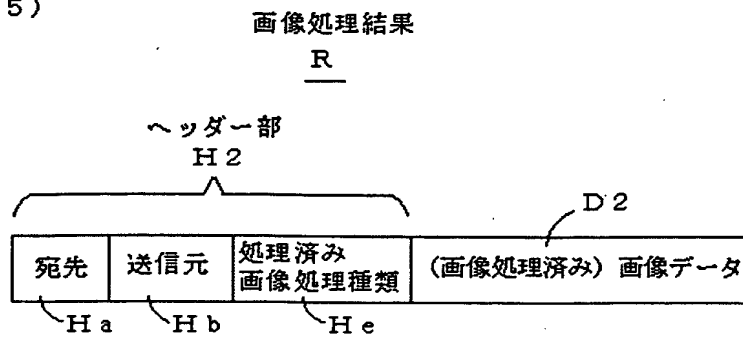 5)
画像処理結果
R
ヘッダー部
H2
D2
宛先
送信元
処理済み
画像処理種類
(画像処理済み) 画像データ
Ha
Hb
He